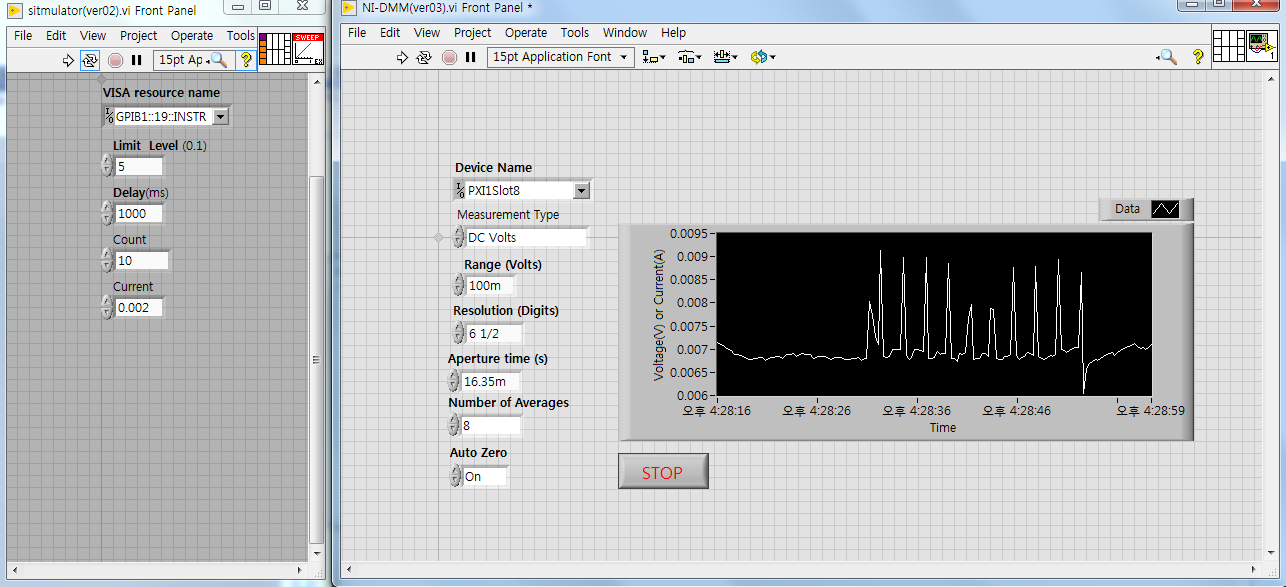 sitmulator(ver02).vi Front Panel
File Edit View Project Operate Tools
15pt Ap
?
SWEEP
EX
VISA resource name
I/O GPIB1::19::INSTR
Limit Level (0.1)
5
Delay(ms)
1000
Count
10
Current
0.002
NI-DMM(ver03).vi Front Panel *
File Edit View Project Operate Tools Window Help
15pt Application Font
?
1
Device Name
I/O PXI1Slot8
Measurement Type
DC Volts
Range (Volts)
100m
Resolution (Digits)
6 1/2
Aperture time (s)
16.35m
Number of Averages
8
Auto Zero
On
Data
Voltage(V) or Current(A)
0.0095
0.009
0.0085
0.008
0.0075
0.007
0.0065
0.006
오후 4:28:16 오후 4:28:26 오후 4:28:36 오후 4:28:46 오후 4:28:59
Time
STOP